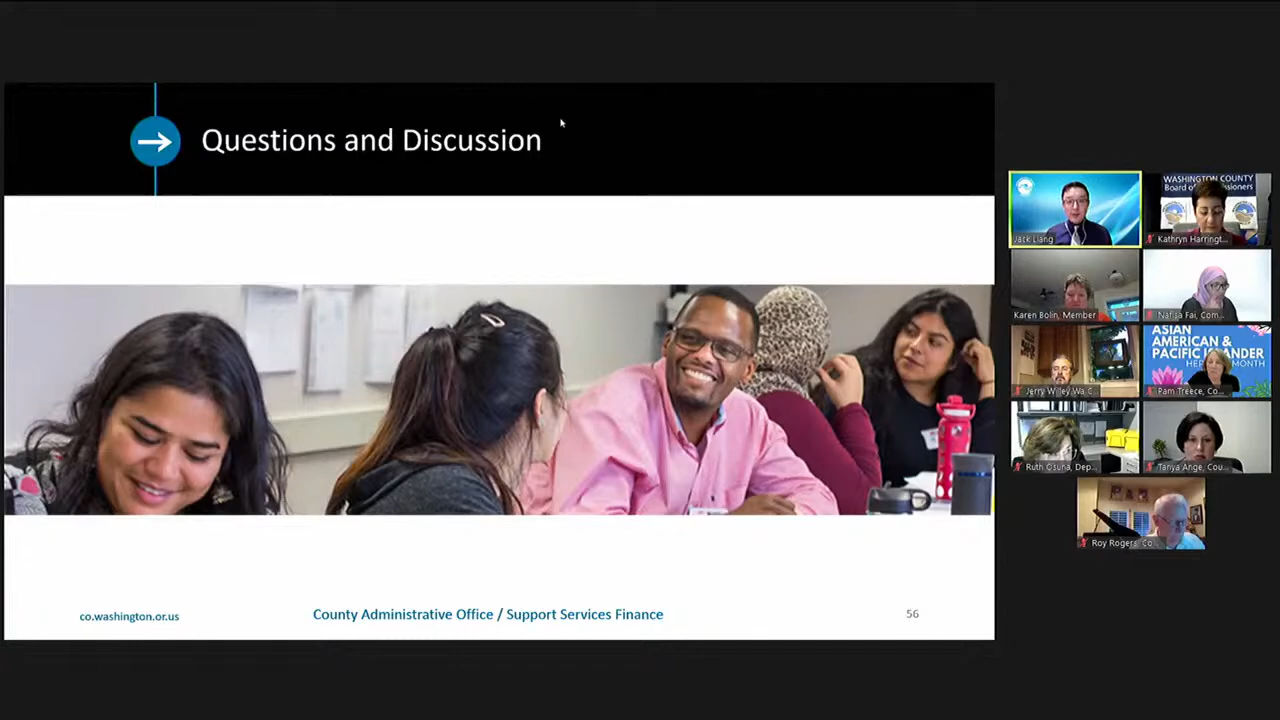 Questions and Discussion
co.washington.or.us
County Administrative Office / Support Services Finance
56
Jack Liang
WASHINGTON COUNTY
Board of
Kathryn Harringt...
Karen Bolin, Member
Nafisa Fai, Com...
Jerry Willey,Wa C...
ASIAN
AMERICAN &
PACIFIC ISLANDER
MONTH
Pam Treece, Co...
Ruth Osuna, Dep...
Tanya Ange, Cou...
Roy Rogers, Co...